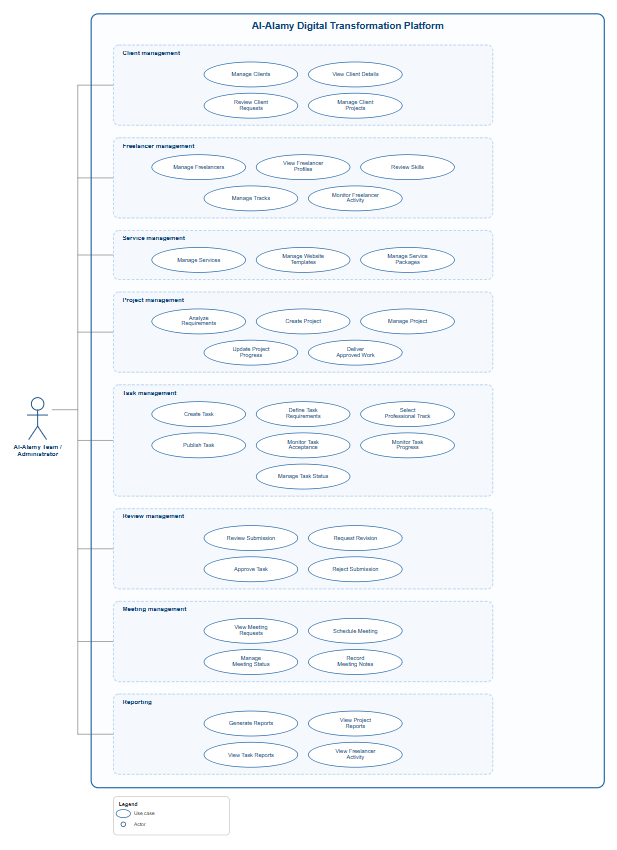 Al-Alamy Digital Transformation Platform
Client management
Manage Clients
View Client Details
Review Client
Requests
Manage Client
Projects
Freelancer management
Manage Freelancers
View Freelancer
Profiles
Review Skills
Manage Tracks
Monitor Freelancer
Activity
Service management
Manage Services
Manage Website
Templates
Manage Service
Packages
Project management
Analyze
Requirements
Create Project
Manage Project
Update Project
Progress
Deliver
Approved Work
Task management
Create Task
Define Task
Requirements
Select
Professional Track
Publish Task
Monitor Task
Acceptance
Monitor Task
Progress
Manage Task Status
Al-Alamy Team /
Administrator
Review management
Review Submission
Request Revision
Approve Task
Reject Submission
Meeting management
View Meeting
Requests
Schedule Meeting
Manage
Meeting Status
Record
Meeting Notes
Reporting
Generate Reports
View Project
Reports
View Task Reports
View Freelancer
Activity
Legend
Use case
Actor